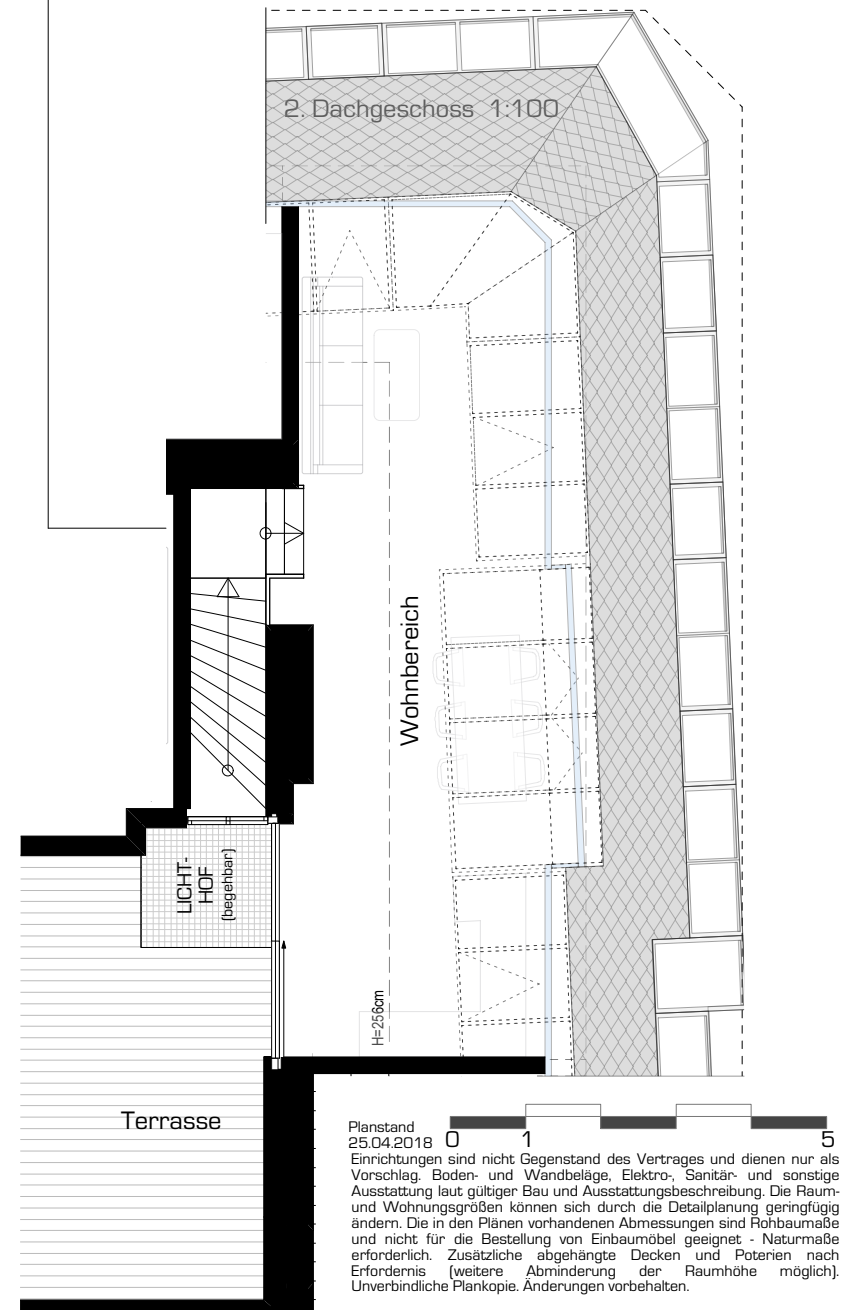 2. Dachgeschoss 1:100
Wohnbereich
LICHT-
HOF
(begehbar)
H=256cm
Terrasse
Planstand
25.04.2018
0 1 5
Einrichtungen sind nicht Gegenstand des Vertrages und dienen nur als
Vorschlag. Boden- und Wandbeläge, Elektro-, Sanitär- und sonstige
Ausstattung laut gültiger Bau und Ausstattungsbeschreibung. Die Raum-
und Wohnungsgrößen können sich durch die Detailplanung geringfügig
ändern. Die in den Plänen vorhandenen Abmessungen sind Rohbaumaße
und nicht für die Bestellung von Einbaumöbel geeignet - Naturmaße
erforderlich. Zusätzliche abgehängte Decken und Poterien nach
Erfordernis (weitere Abminderung der Raumhöhe möglich).
Unverbindliche Plankopie. Änderungen vorbehalten.